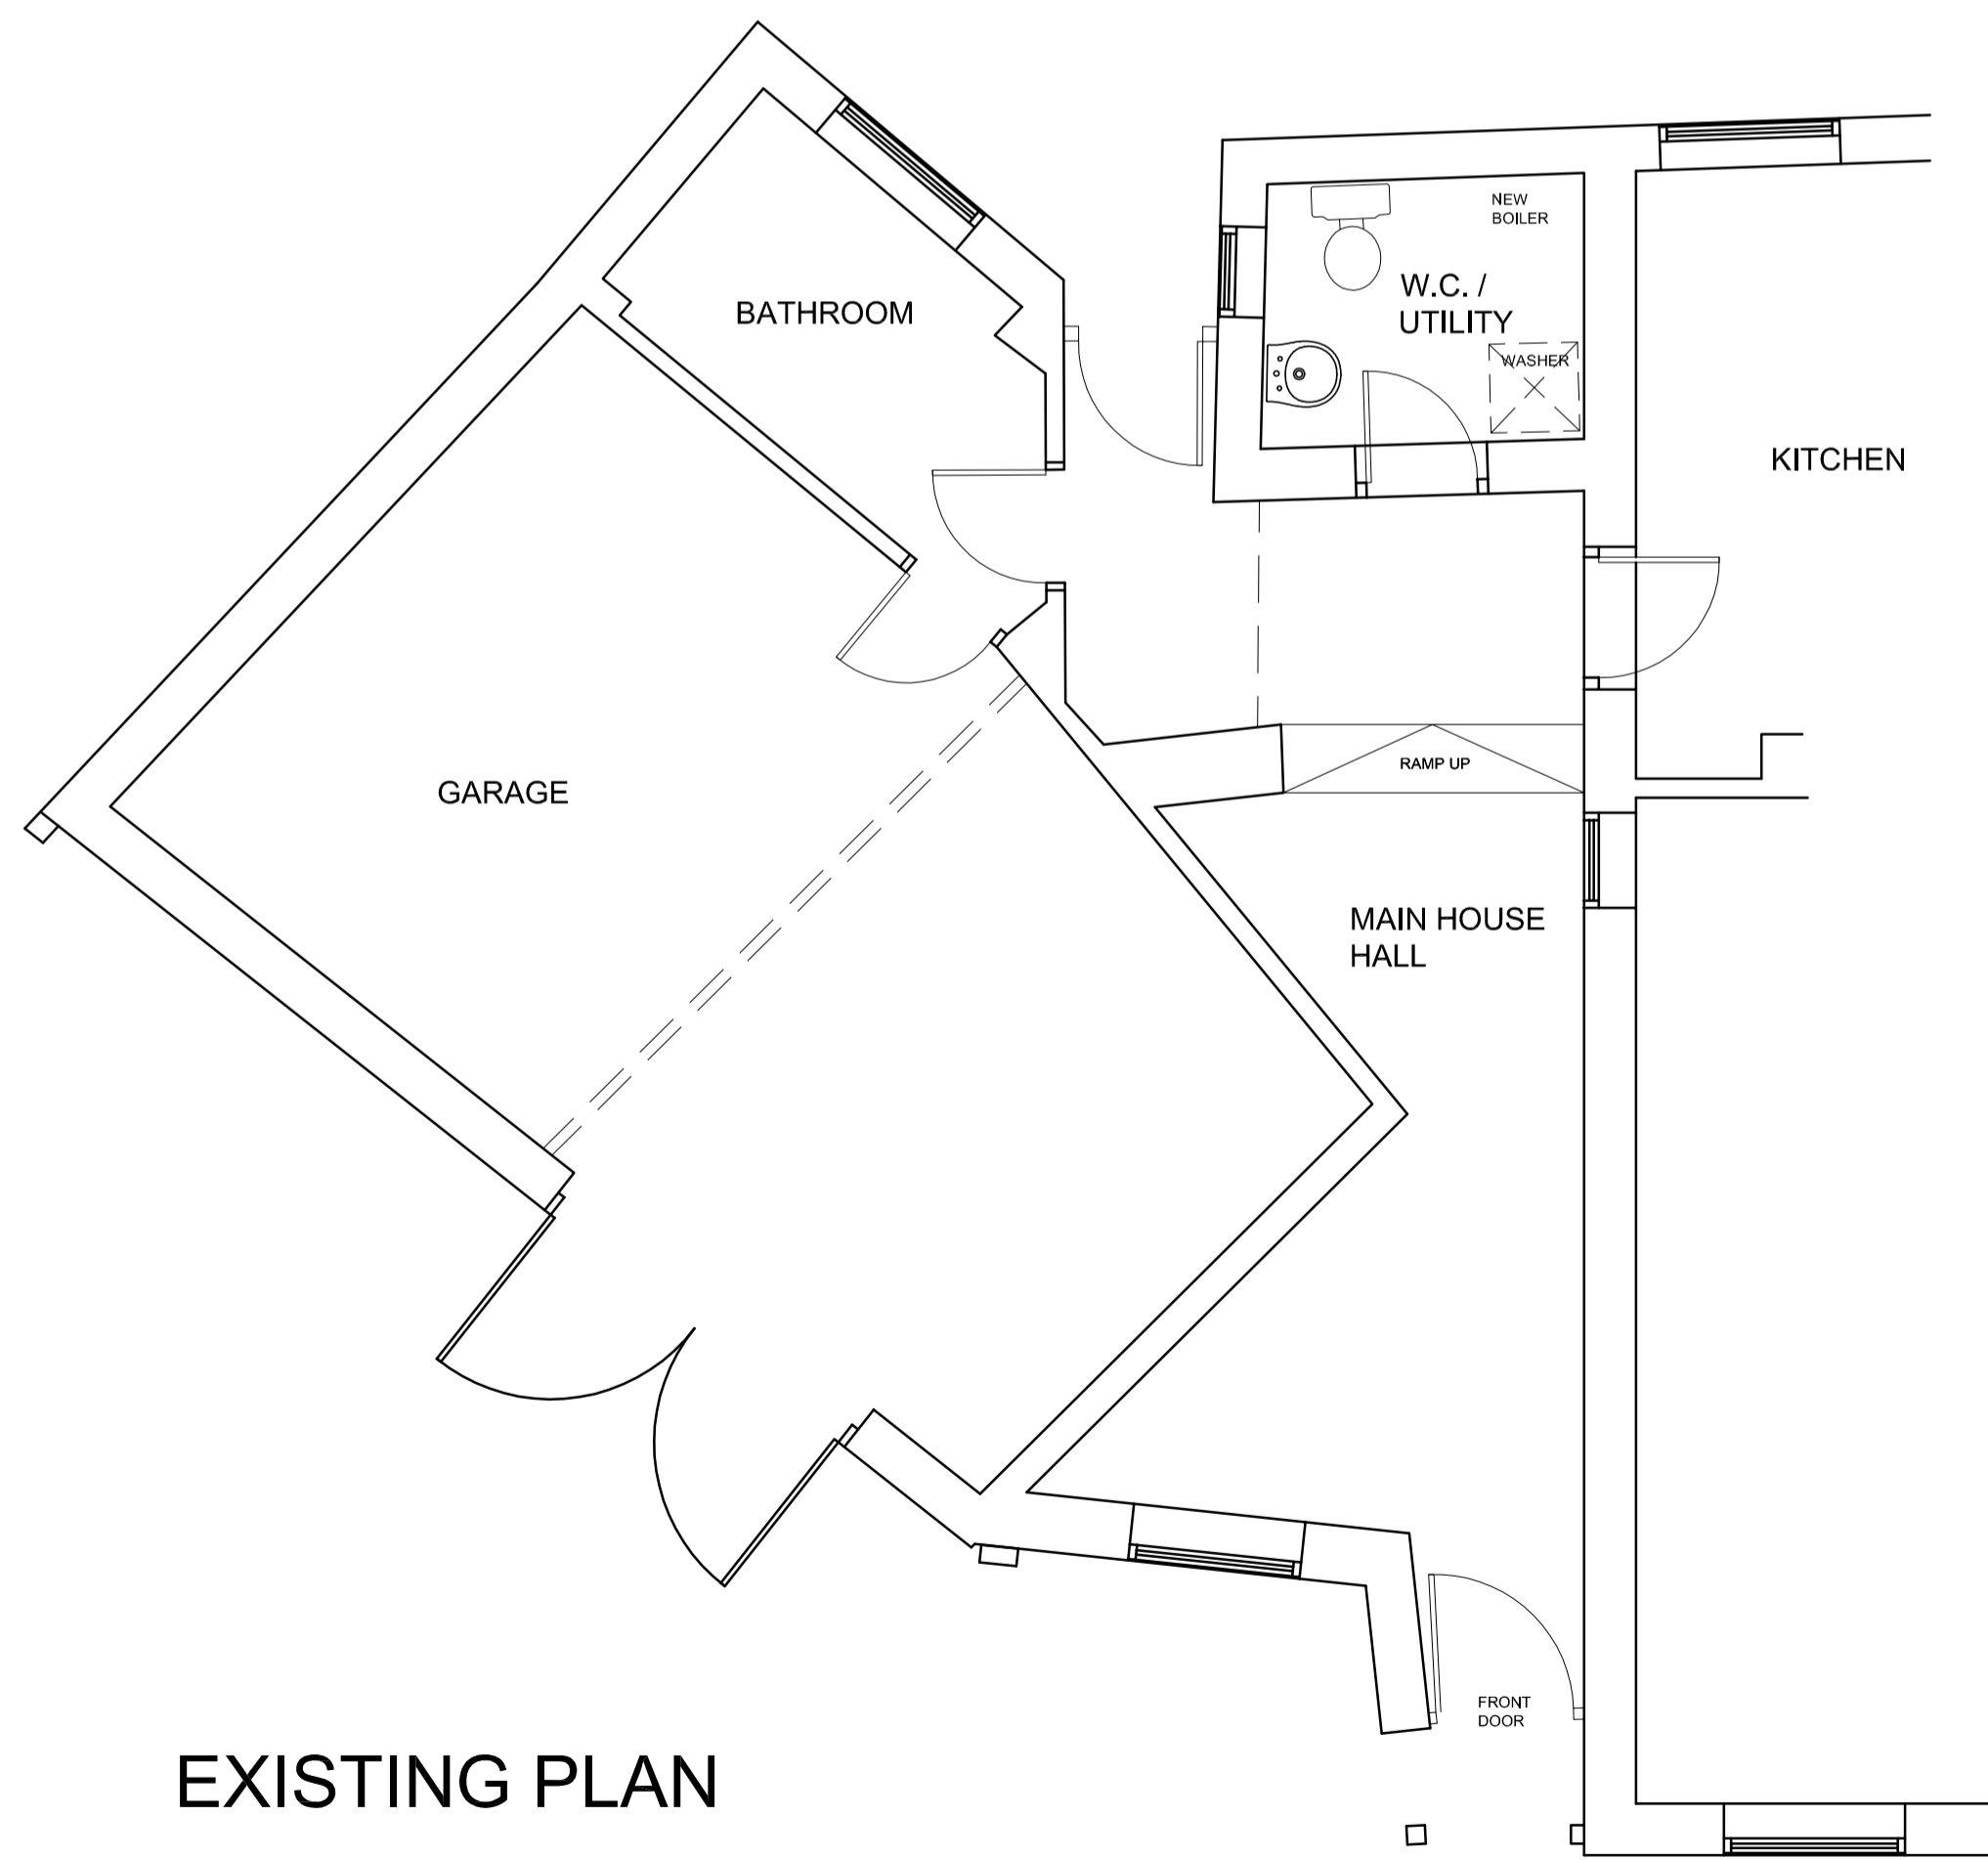 NEW
BOILER
W.C. /
UTILITY
BATHROOM
WASHER
KITCHEN
RAMP UP
GARAGE
MAIN HOUSE
HALL
FRONT
DOOR
EXISTING PLAN